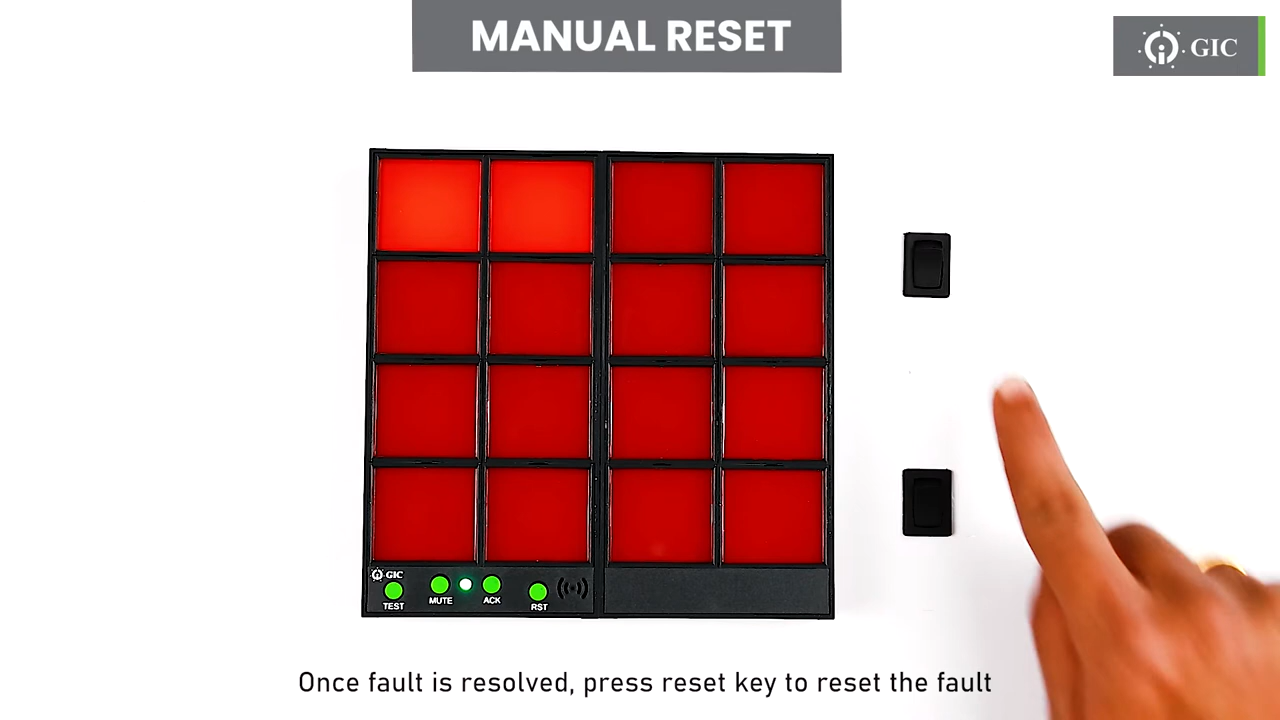 MANUAL RESET
GIC
GIC
TEST
MUTE
ACK
RST
Once fault is resolved, press reset key to reset the fault